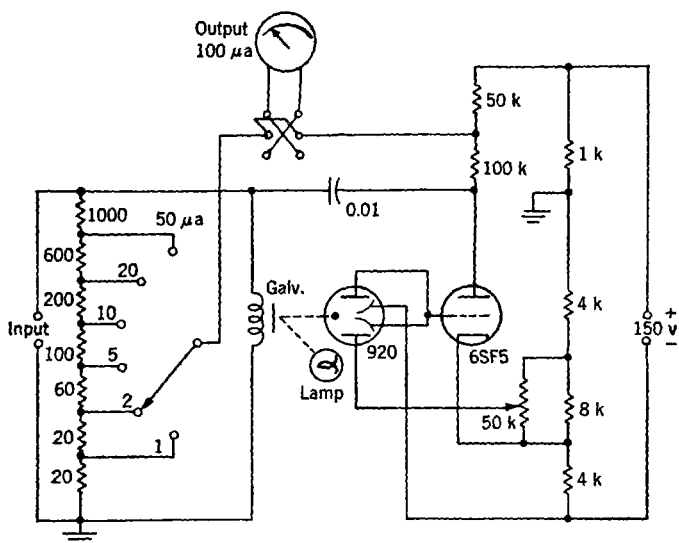 Output
100 μa
50 k
100 k
1 k
1000
50 μa
0.01
600
20
200
Galv.
4 k
10
Input
100
+
150 v
−
5
920
6SF5
60
Lamp
2
50 k
8 k
20
1
20
4 k